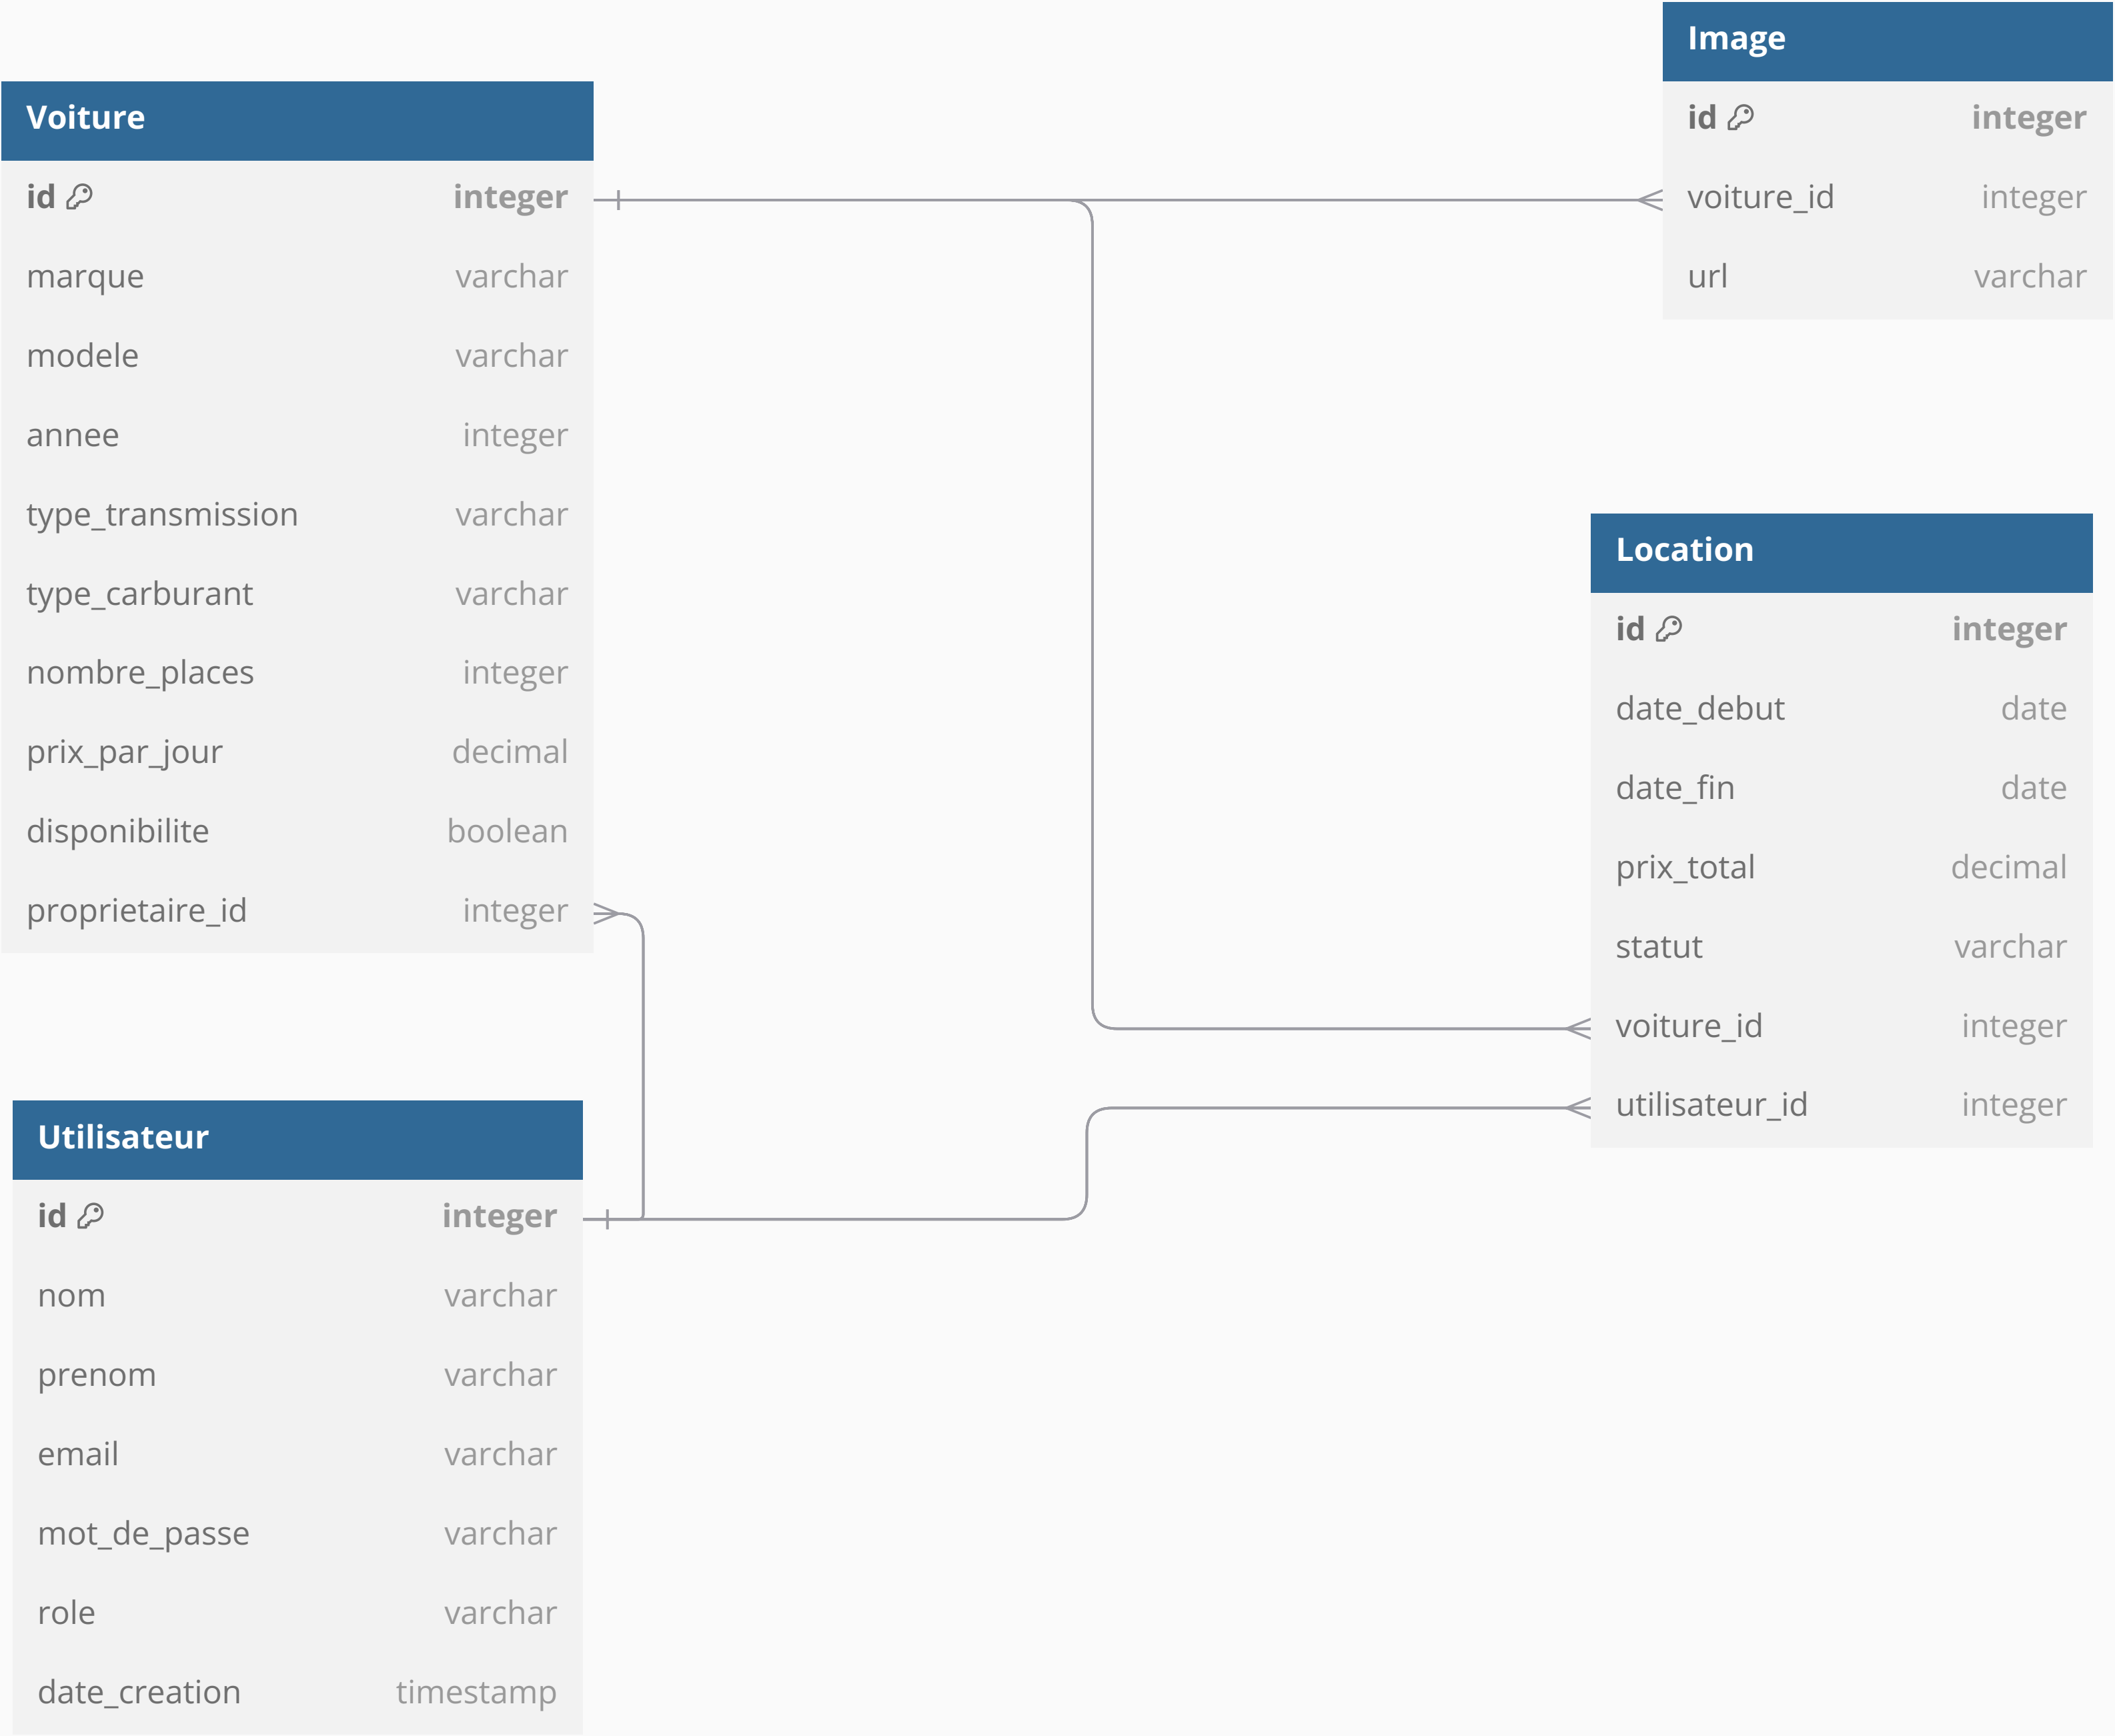 Voiture
id integer
marque varchar
modele varchar
annee integer
type_transmission varchar
type_carburant varchar
nombre_places integer
prix_par_jour decimal
disponibilite boolean
proprietaire_id integer
Utilisateur
id integer
nom varchar
prenom varchar
email varchar
mot_de_passe varchar
role varchar
date_creation timestamp
Image
id integer
voiture_id integer
url varchar
Location
id integer
date_debut date
date_fin date
prix_total decimal
statut varchar
voiture_id integer
utilisateur_id integer